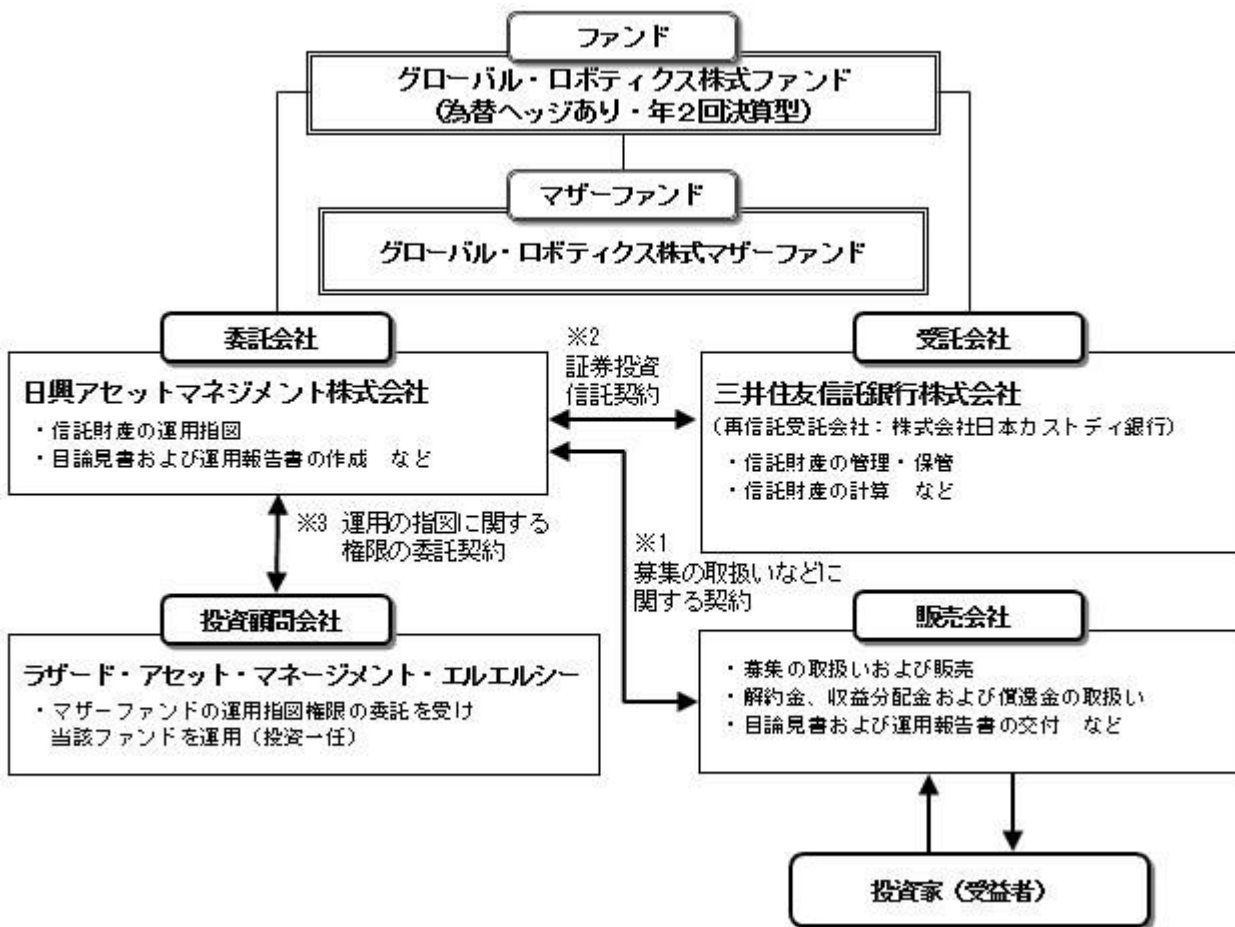 ファンド
グローバル・ロボティクス株式ファンド
(為替ヘッジあり・年2回決算型)
マザーファンド
グローバル・ロボティクス株式マザーファンド
委託会社
日興アセットマネジメント株式会社
・信託財産の運用指図
・目論見書および運用報告書の作成 など
※2
証券投資
信託契約
受託会社
三井住友信託銀行株式会社
(再信託受託会社:株式会社日本カストディ銀行)
・信託財産の管理・保管
・信託財産の計算 など
※3 運用の指図に関する
権限の委託契約
※1
募集の取扱いなどに
関する契約
投資顧問会社
ラザード・アセット・マネージメント・エルエルシー
・マザーファンドの運用指図権限の委託を受け
当該ファンドを運用(投資一任)
販売会社
・募集の取扱いおよび販売
・解約金、収益分配金および償還金の取扱い
・目論見書および運用報告書の交付 など
投資家(受益者)